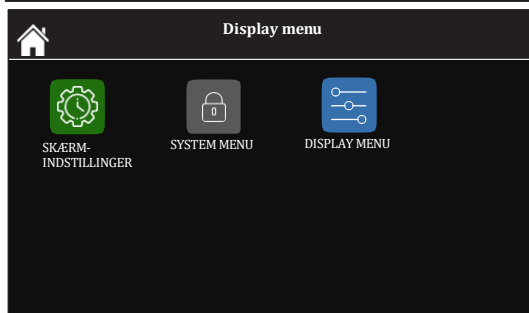 Display menu
SKÆRM-
INDSTILLINGER
SYSTEM MENU
DISPLAY MENU